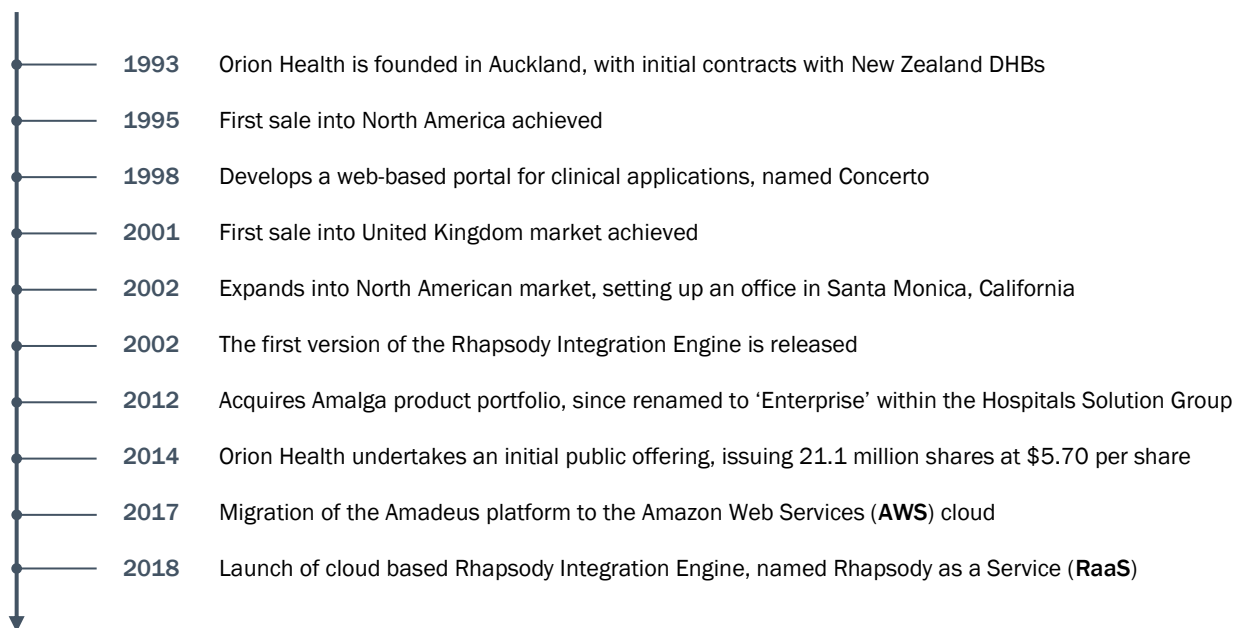 1993 Orion Health is founded in Auckland, with initial contracts with New Zealand DHBs
1995 First sale into North America achieved
1998 Develops a web-based portal for clinical applications, named Concerto
2001 First sale into United Kingdom market achieved
2002 Expands into North American market, setting up an office in Santa Monica, California
2002 The first version of the Rhapsody Integration Engine is released
2012 Acquires Amalga product portfolio, since renamed to ‘Enterprise’ within the Hospitals Solution Group
2014 Orion Health undertakes an initial public offering, issuing 21.1 million shares at $5.70 per share
2017 Migration of the Amadeus platform to the Amazon Web Services (AWS) cloud
2018 Launch of cloud based Rhapsody Integration Engine, named Rhapsody as a Service (RaaS)